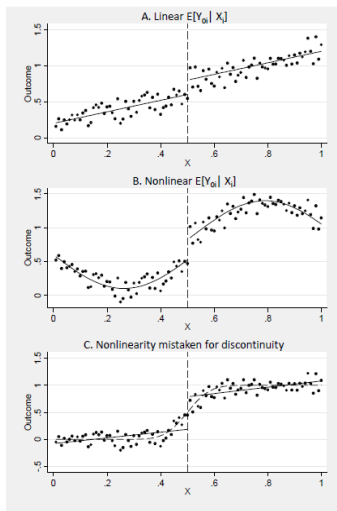 A. Linear E[Y₀ᵢ| Xᵢ]
Outcome
0 .5 1 1.5
0 .2 .4 .6 .8 1
X
B. Nonlinear E[Y₀ᵢ| Xᵢ]
Outcome
0 .5 1 1.5
0 .2 .4 .6 .8 1
X
C. Nonlinearity mistaken for discontinuity
Outcome
-.5 0 .5 1 1.5
0 .2 .4 .6 .8 1
X